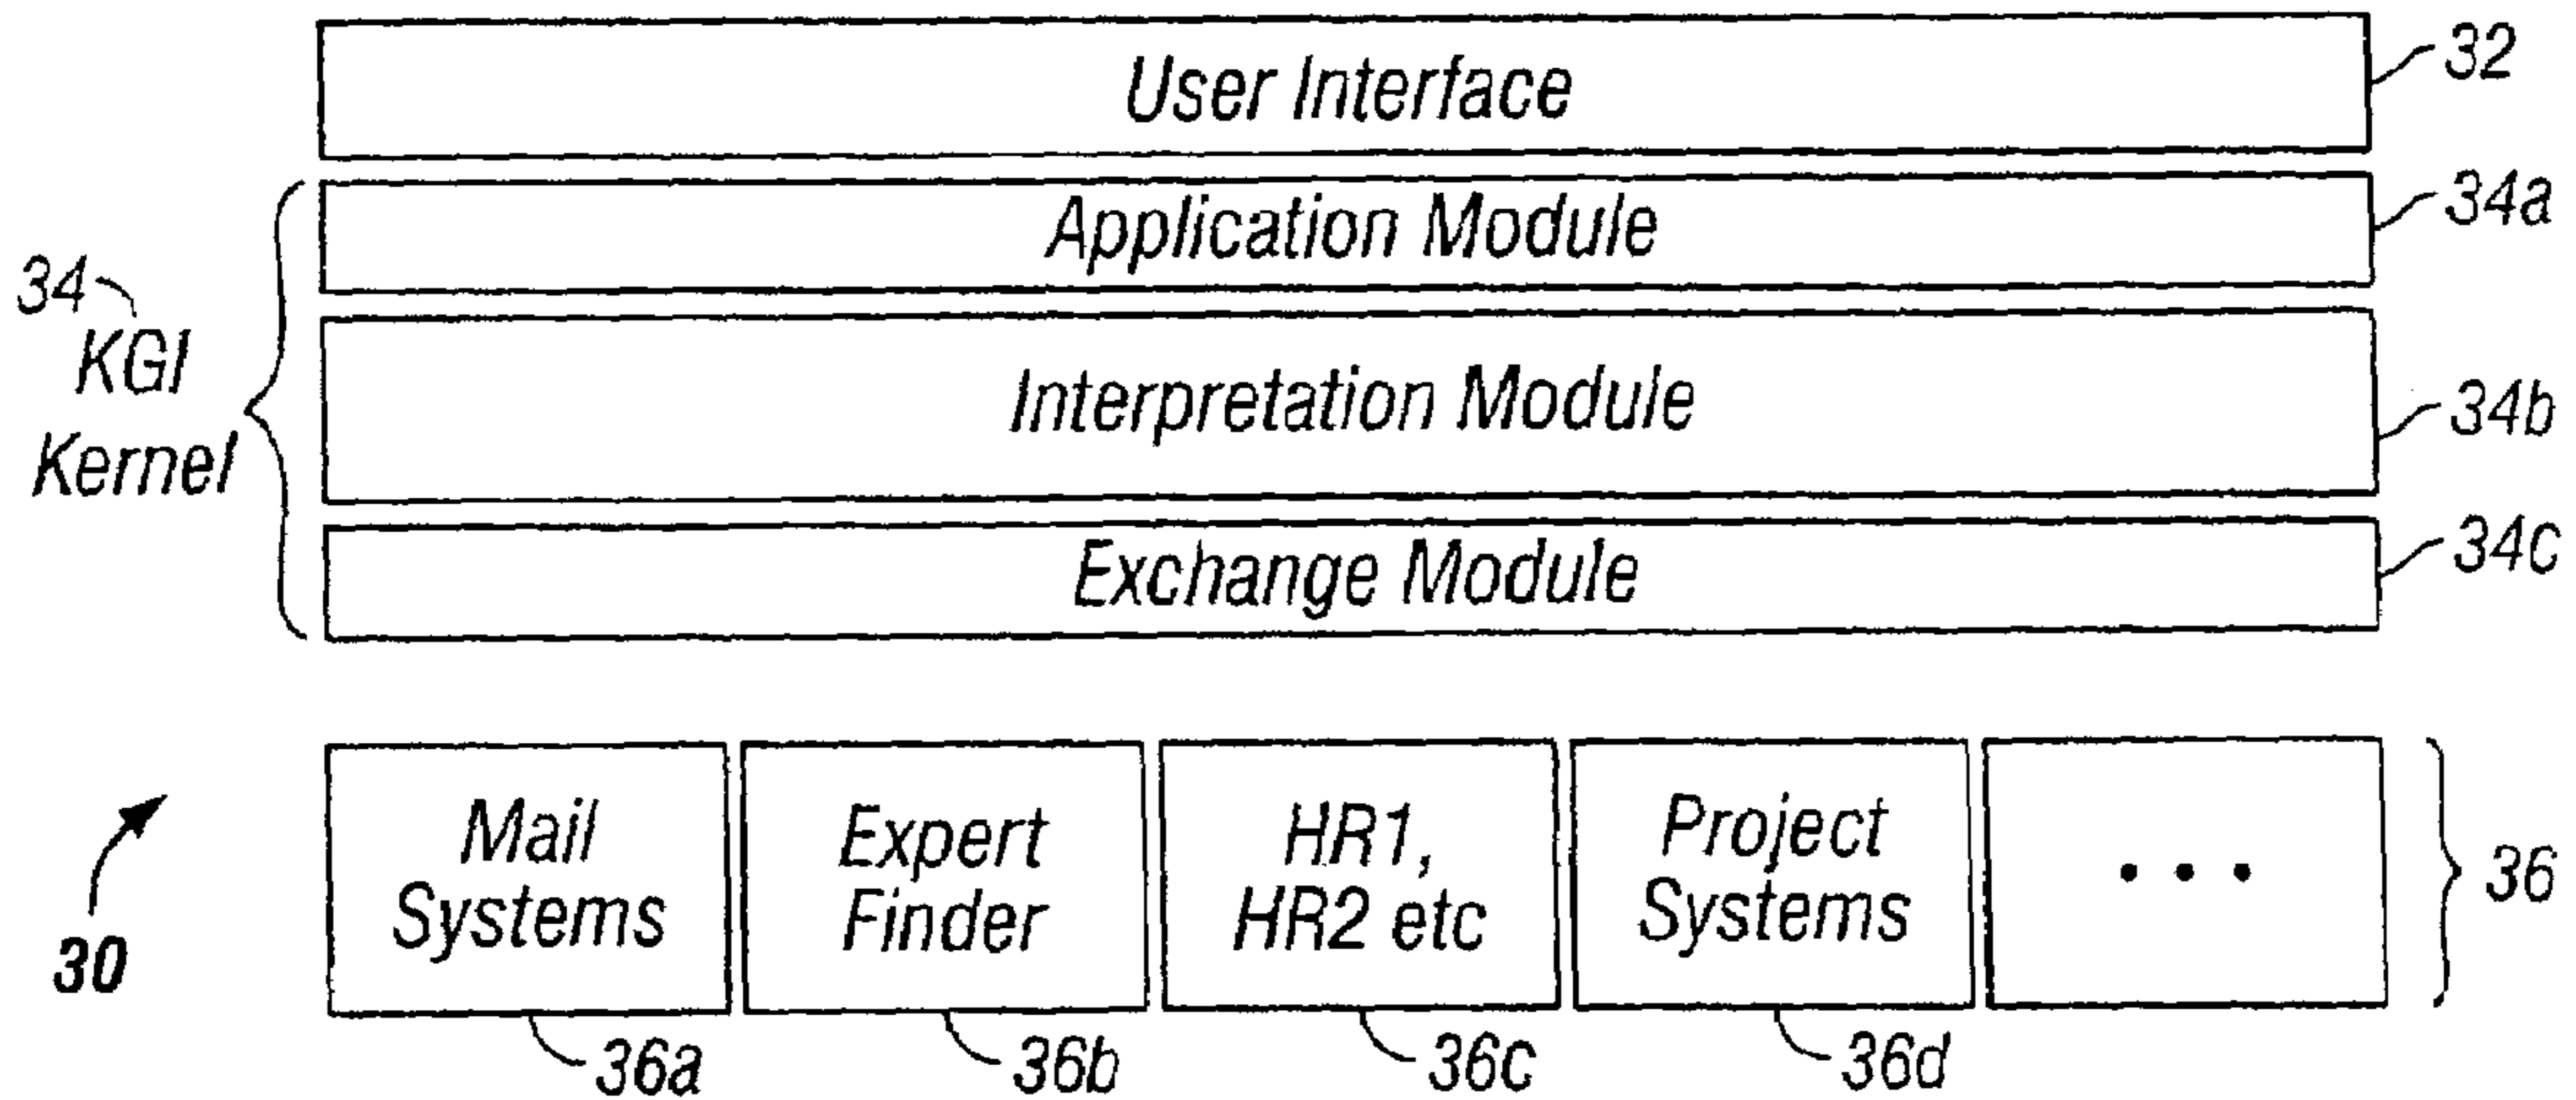 User Interface
32
Application Module
34a
34
KGI
Kernel
Interpretation Module
34b
Exchange Module
34c
Mail
Systems
Expert
Finder
HR1,
HR2 etc
Project
Systems
• • •
36
30
36a
36b
36c
36d